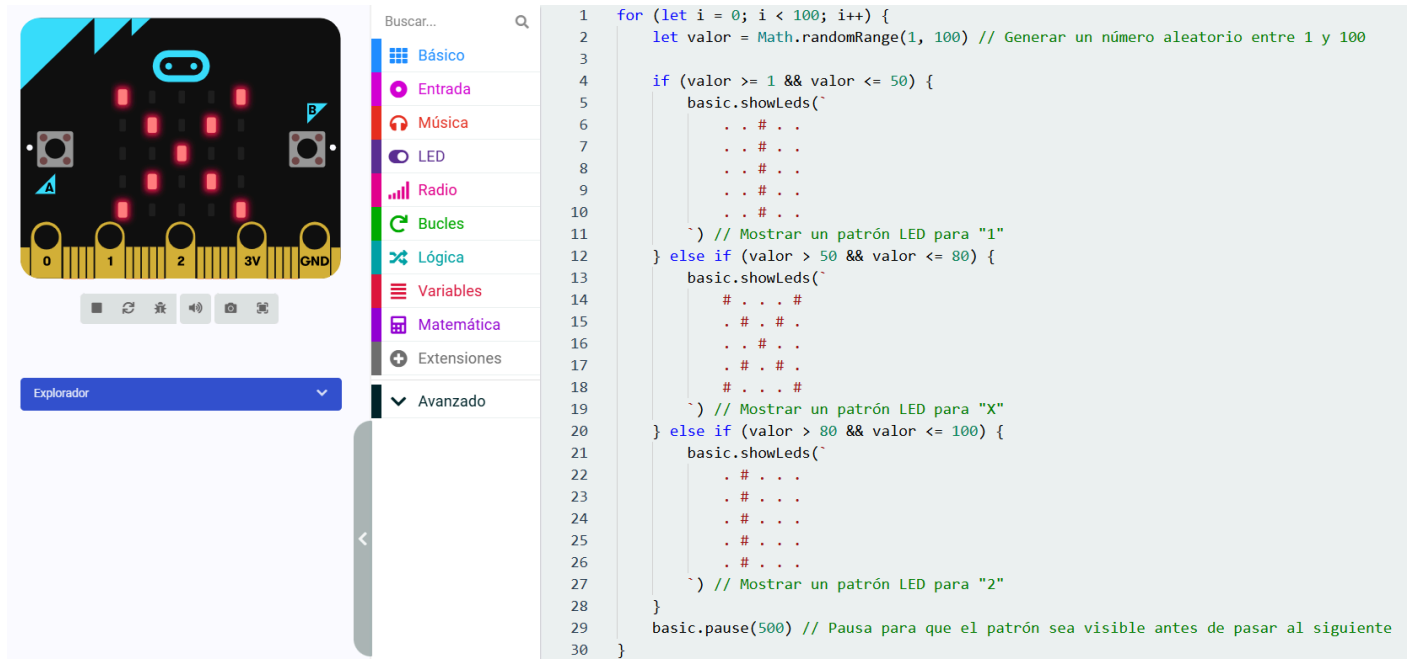 B
A
0 1 2 3V GND
Explorador
Buscar...
Básico
Entrada
Música
LED
Radio
Bucles
Lógica
Variables
Matemática
Extensiones
Avanzado
1 for (let i = 0; i < 100; i++) {
2 let valor = Math.randomRange(1, 100) // Generar un número aleatorio entre 1 y 100
3
4 if (valor >= 1 && valor <= 50) {
5 basic.showLeds(`
6 . . # . .
7 . . # . .
8 . . # . .
9 . . # . .
10 . . # . .
11 `) // Mostrar un patrón LED para "1"
12 } else if (valor > 50 && valor <= 80) {
13 basic.showLeds(`
14 # . . . #
15 . # . # .
16 . . # . .
17 . # . # .
18 # . . . #
19 `) // Mostrar un patrón LED para "X"
20 } else if (valor > 80 && valor <= 100) {
21 basic.showLeds(`
22 . # . . .
23 . # . . .
24 . # . . .
25 . # . . .
26 . # . . .
27 `) // Mostrar un patrón LED para "2"
28 }
29 basic.pause(500) // Pausa para que el patrón sea visible antes de pasar al siguiente
30 }